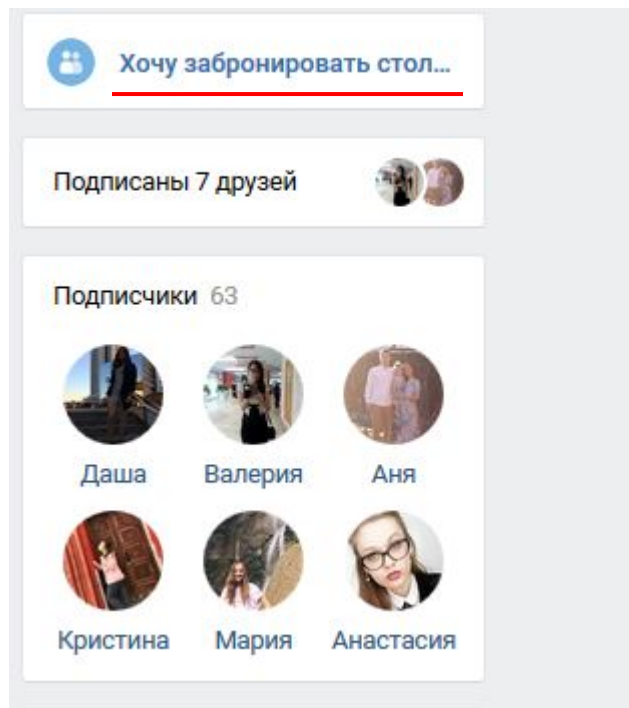 Хочу забронировать стол...
Подписаны 7 друзей
Подписчики 63
Даша Валерия Аня
Кристина Мария Анастасия